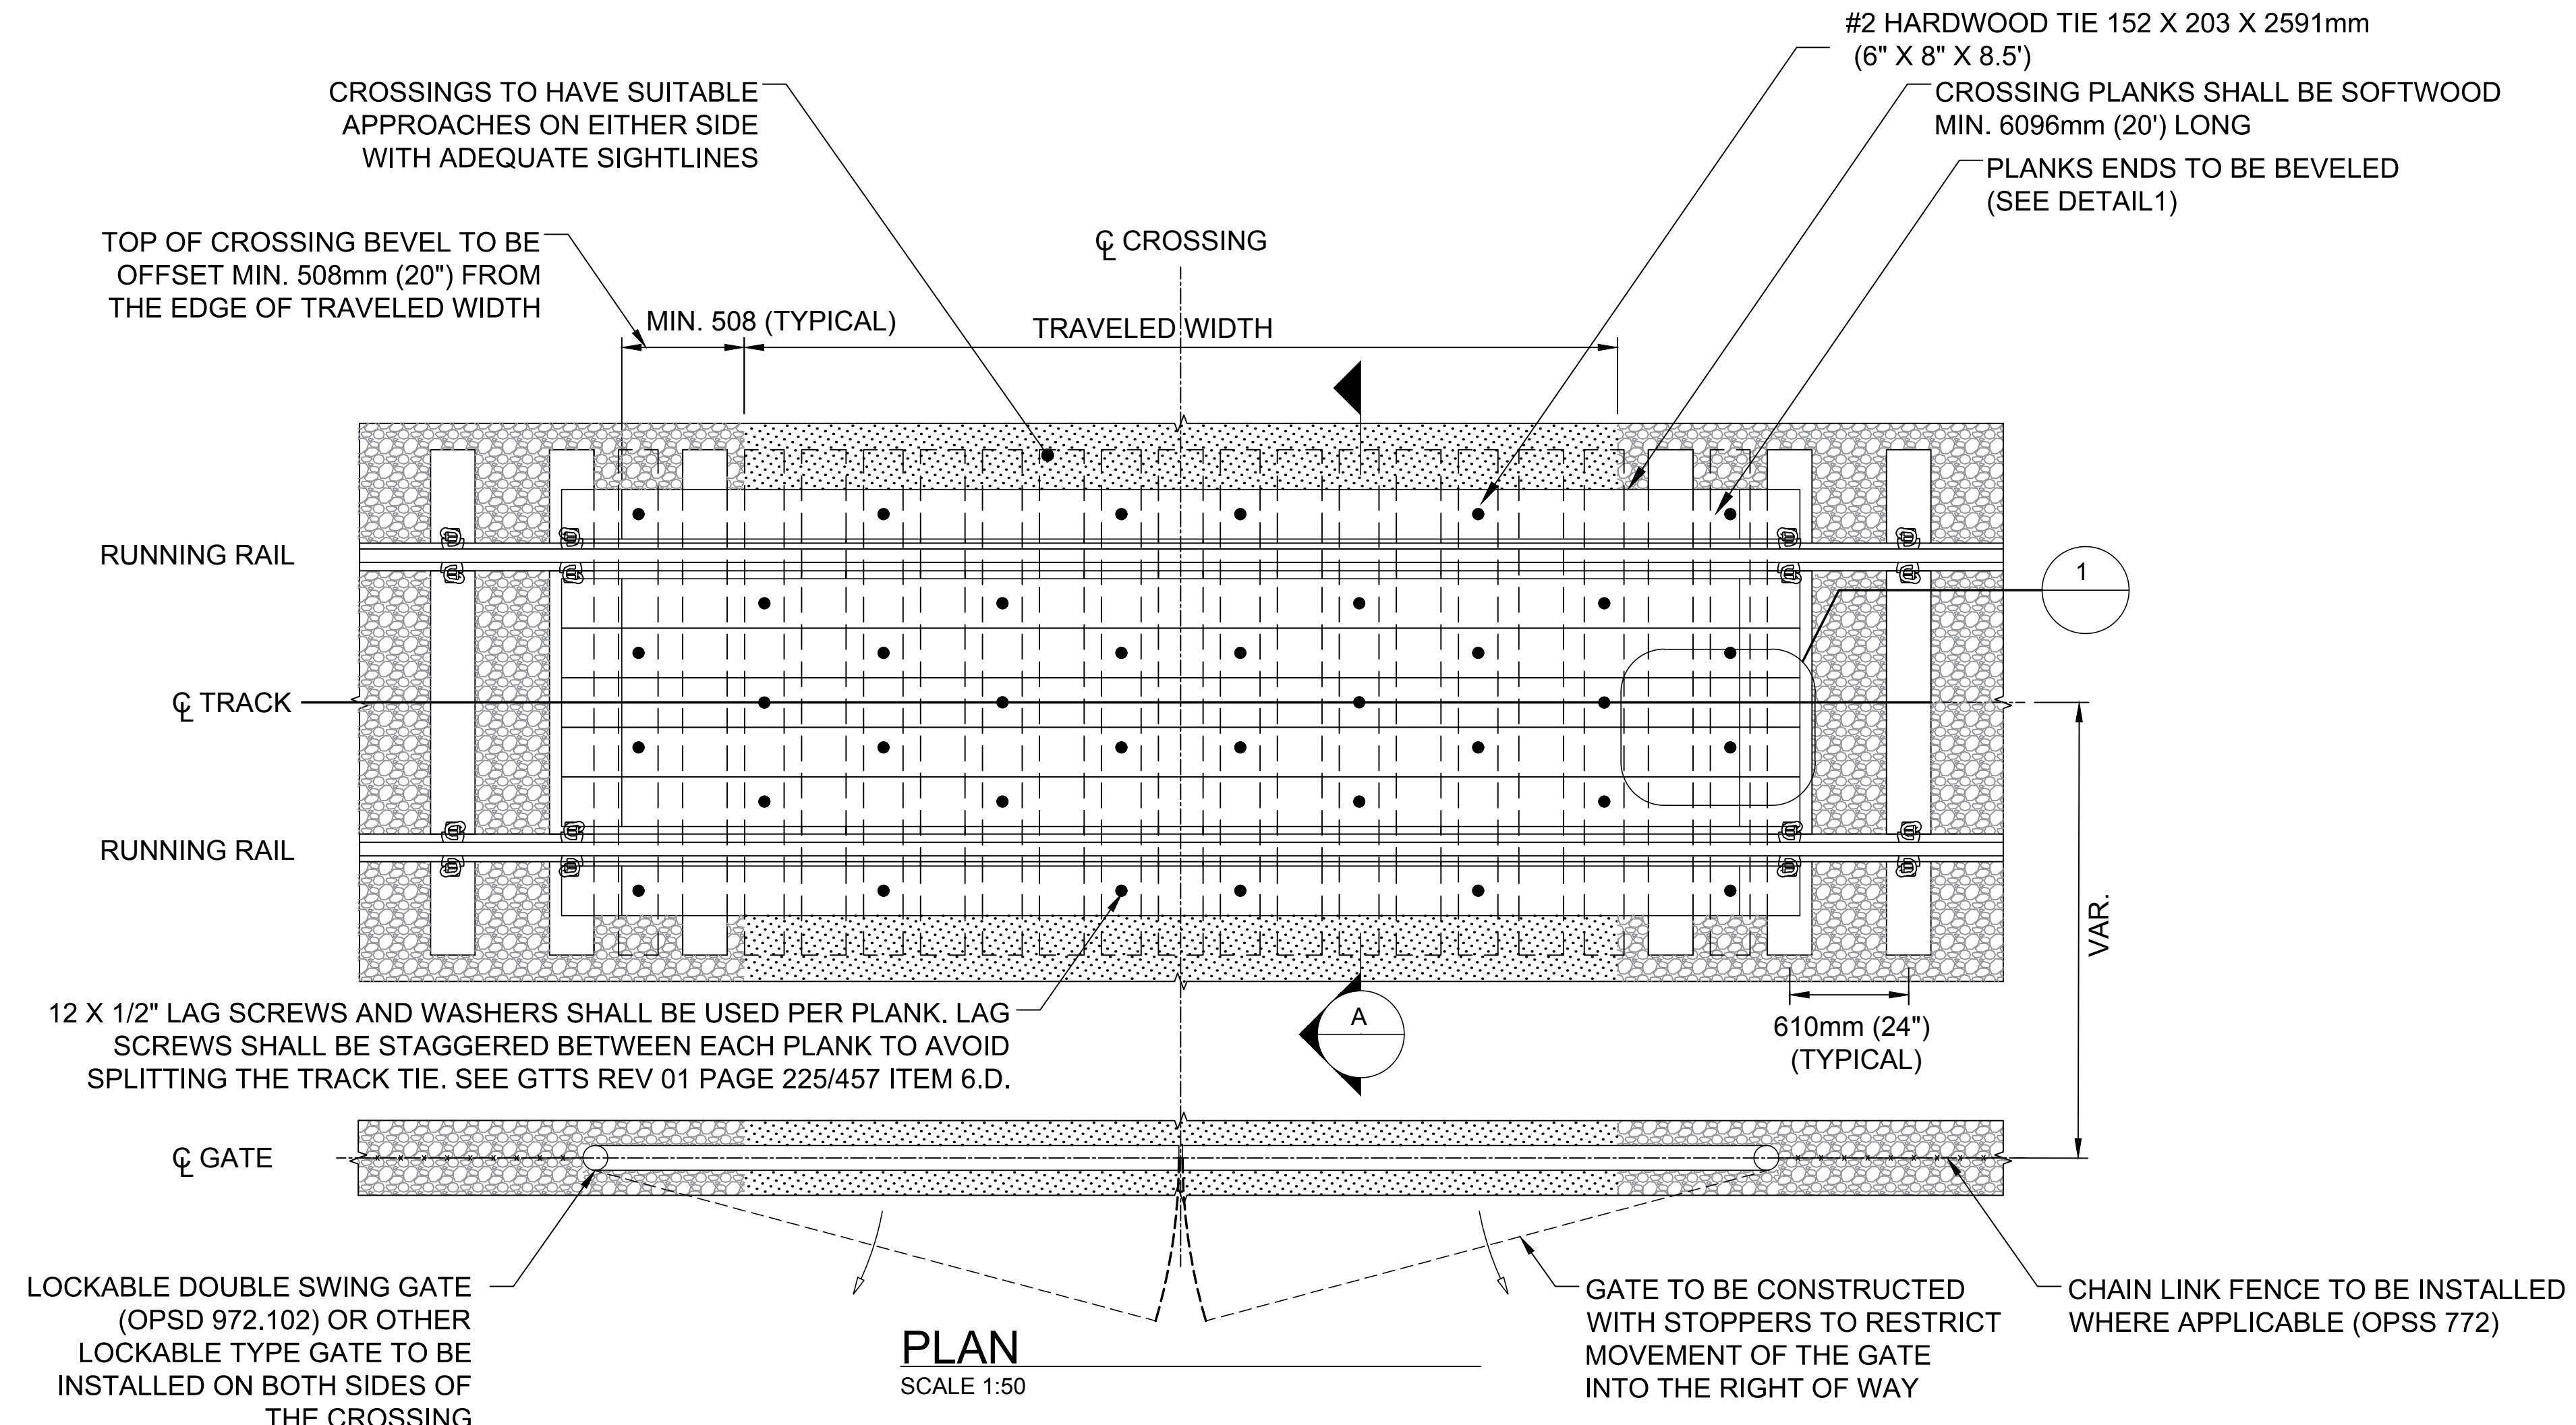 #2 HARDWOOD TIE 152 X 203 X 2591mm
(6" X 8" X 8.5')
CROSSINGS TO HAVE SUITABLE
APPROACHES ON EITHER SIDE
WITH ADEQUATE SIGHTLINES
CROSSING PLANKS SHALL BE SOFTWOOD
MIN. 6096mm (20') LONG
PLANKS ENDS TO BE BEVELED
(SEE DETAIL1)
TOP OF CROSSING BEVEL TO BE
OFFSET MIN. 508mm (20") FROM
THE EDGE OF TRAVELED WIDTH
℄ CROSSING
MIN. 508 (TYPICAL)
TRAVELED WIDTH
RUNNING RAIL
1
℄ TRACK
RUNNING RAIL
VAR.
12 X 1/2" LAG SCREWS AND WASHERS SHALL BE USED PER PLANK. LAG
SCREWS SHALL BE STAGGERED BETWEEN EACH PLANK TO AVOID
SPLITTING THE TRACK TIE. SEE GTTS REV 01 PAGE 225/457 ITEM 6.D.
A
610mm (24")
(TYPICAL)
℄ GATE
LOCKABLE DOUBLE SWING GATE
(OPSD 972.102) OR OTHER
LOCKABLE TYPE GATE TO BE
INSTALLED ON BOTH SIDES OF
THE CROSSING
PLAN
SCALE 1:50
GATE TO BE CONSTRUCTED
WITH STOPPERS TO RESTRICT
MOVEMENT OF THE GATE
INTO THE RIGHT OF WAY
CHAIN LINK FENCE TO BE INSTALLED
WHERE APPLICABLE (OPSS 772)